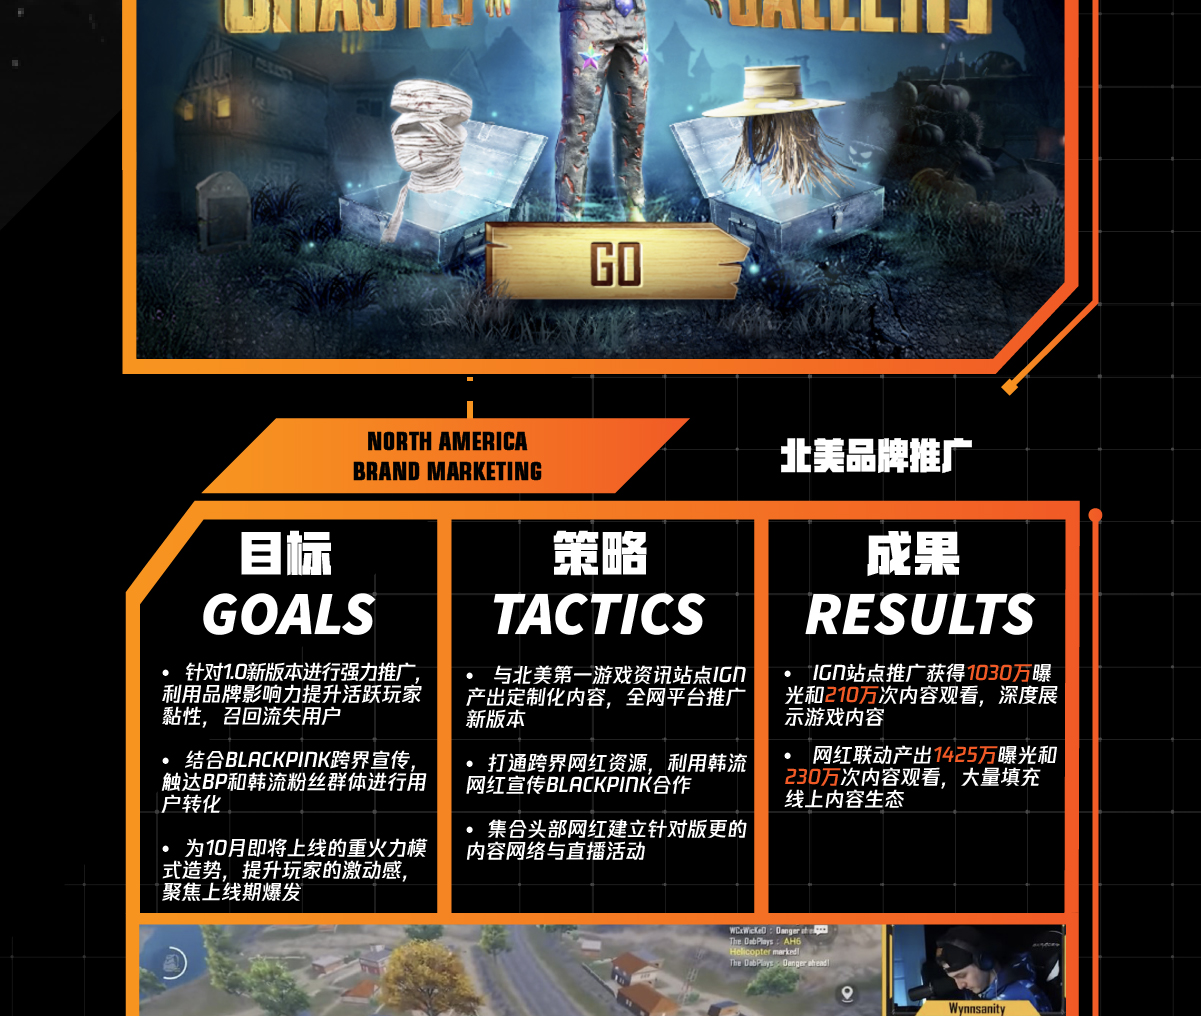 GO
NORTH AMERICA
BRAND MARKETING
北美品牌推广
目标
GOALS
• 针对1.0新版本进行强力推广，
利用品牌影响力提升活跃玩家
黏性，召回流失用户
• 结合BLACKPINK跨界宣传，
触达BP和韩流粉丝群体进行用
户转化
• 为10月即将上线的重火力模
式造势，提升玩家的激动感，
聚焦上线期爆发
策略
TACTICS
• 与北美第一游戏资讯站点IGN
产出定制化内容，全网平台推广
新版本
• 打通跨界网红资源，利用韩流
网红宣传BLACKPINK合作
• 集合头部网红建立针对版更的
内容网络与直播活动
成果
RESULTS
• IGN站点推广获得1030万曝
光和210万次内容观看，深度展
示游戏内容
• 网红联动产出1425万曝光和
230万次内容观看，大量填充
线上内容生态
WCxWicKeD : Danger
The DabPlays : AH6
Helicopter marked!
The DabPlays : Danger ahead!
Wynnsanity